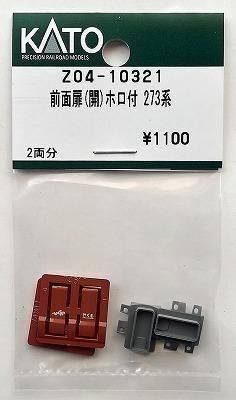 KATO
PRECISION RAILROAD MODELS
Z04-10321
前面扉(開)ホロ付 273系
¥1100
2両分